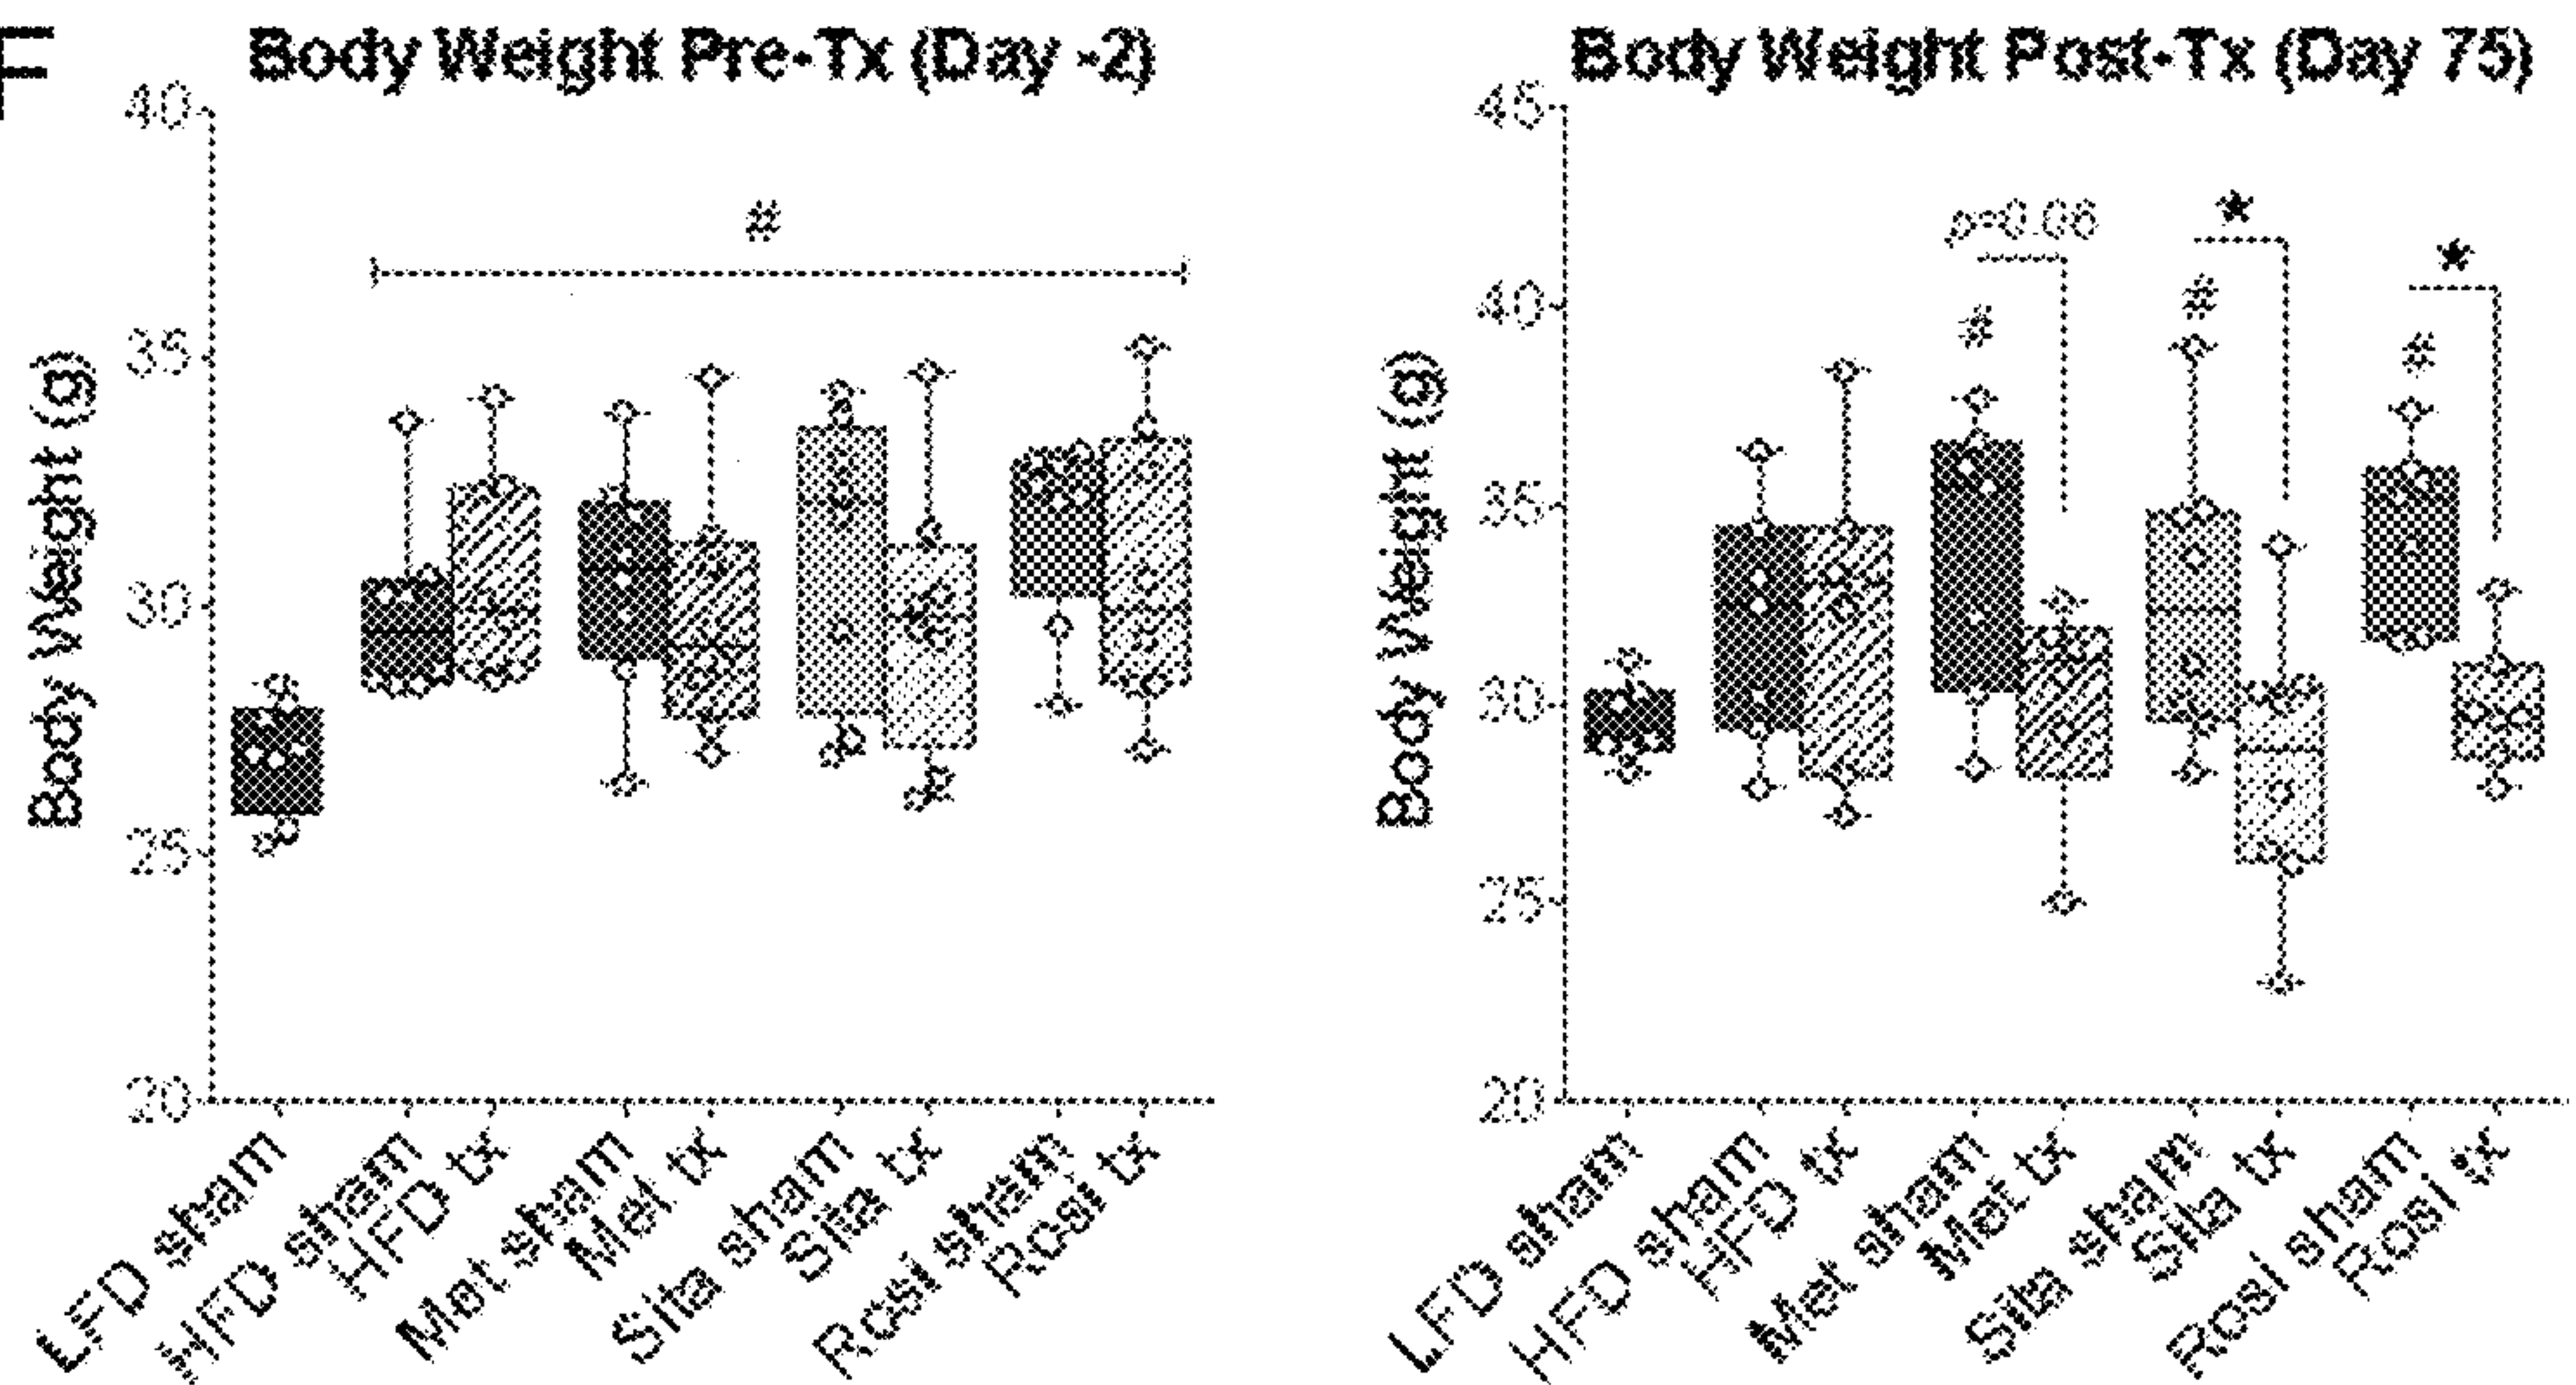 F
Body Weight Pre-Tx (Day -2)
Body Weight (g)
40
35
30
25
20
#
LFD sham
HFD sham
HFD tx
Met sham
Met tx
Sita sham
Sita tx
Rosi sham
Rosi tx
Body Weight Post-Tx (Day 75)
Body Weight (g)
45
40
35
30
25
20
p=0.06
*
*
#
#
#
LFD sham
HFD sham
HFD tx
Met sham
Met tx
Sita sham
Sita tx
Rosi sham
Rosi tx